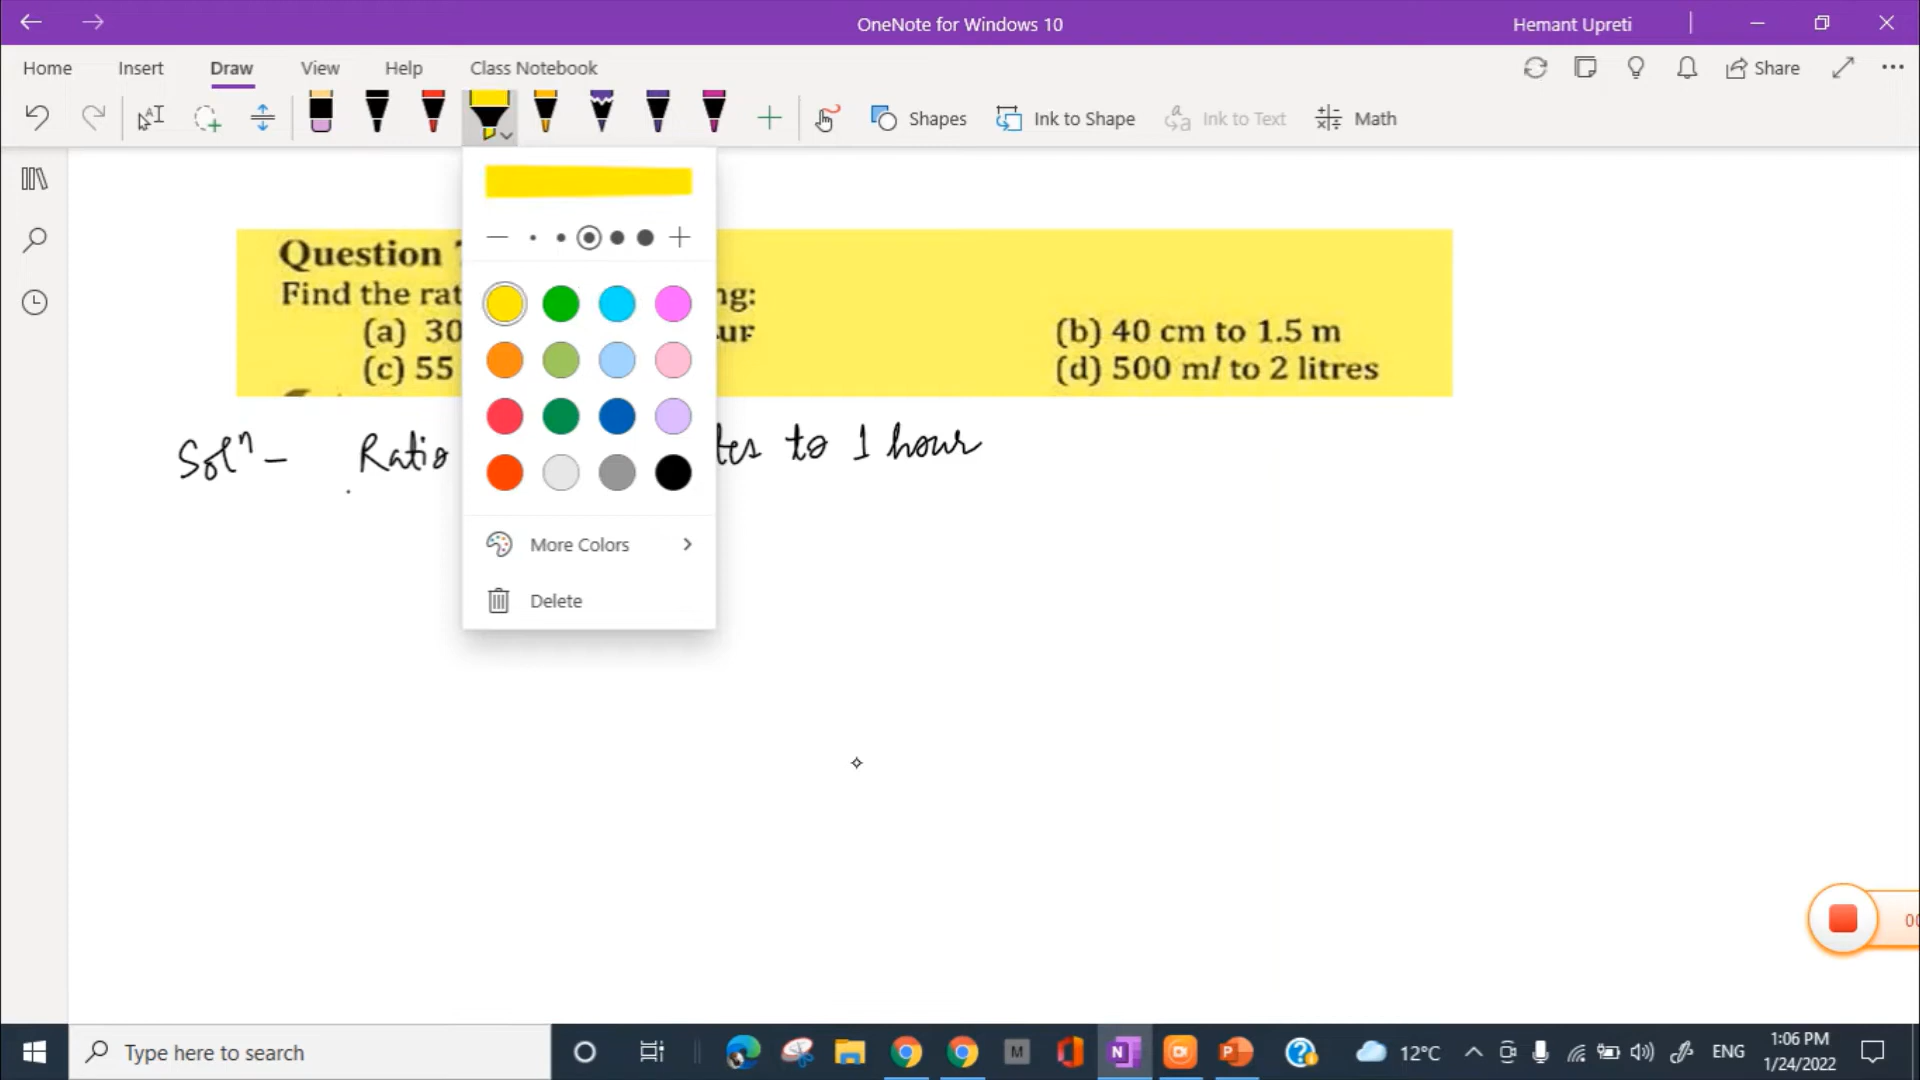 OneNote for Windows 10
Hemant Upreti
Home Insert Draw View Help Class Notebook
Share
Shapes Ink to Shape Ink to Text Math
Question
Find the rat ng:
(a) 30 ur (b) 40 cm to 1.5 m
(c) 55 (d) 500 ml to 2 litres
Solⁿ - Ratio tes to 1 hour
More Colors
Delete
00
Type here to search
12°C
ENG
1:06 PM
1/24/2022